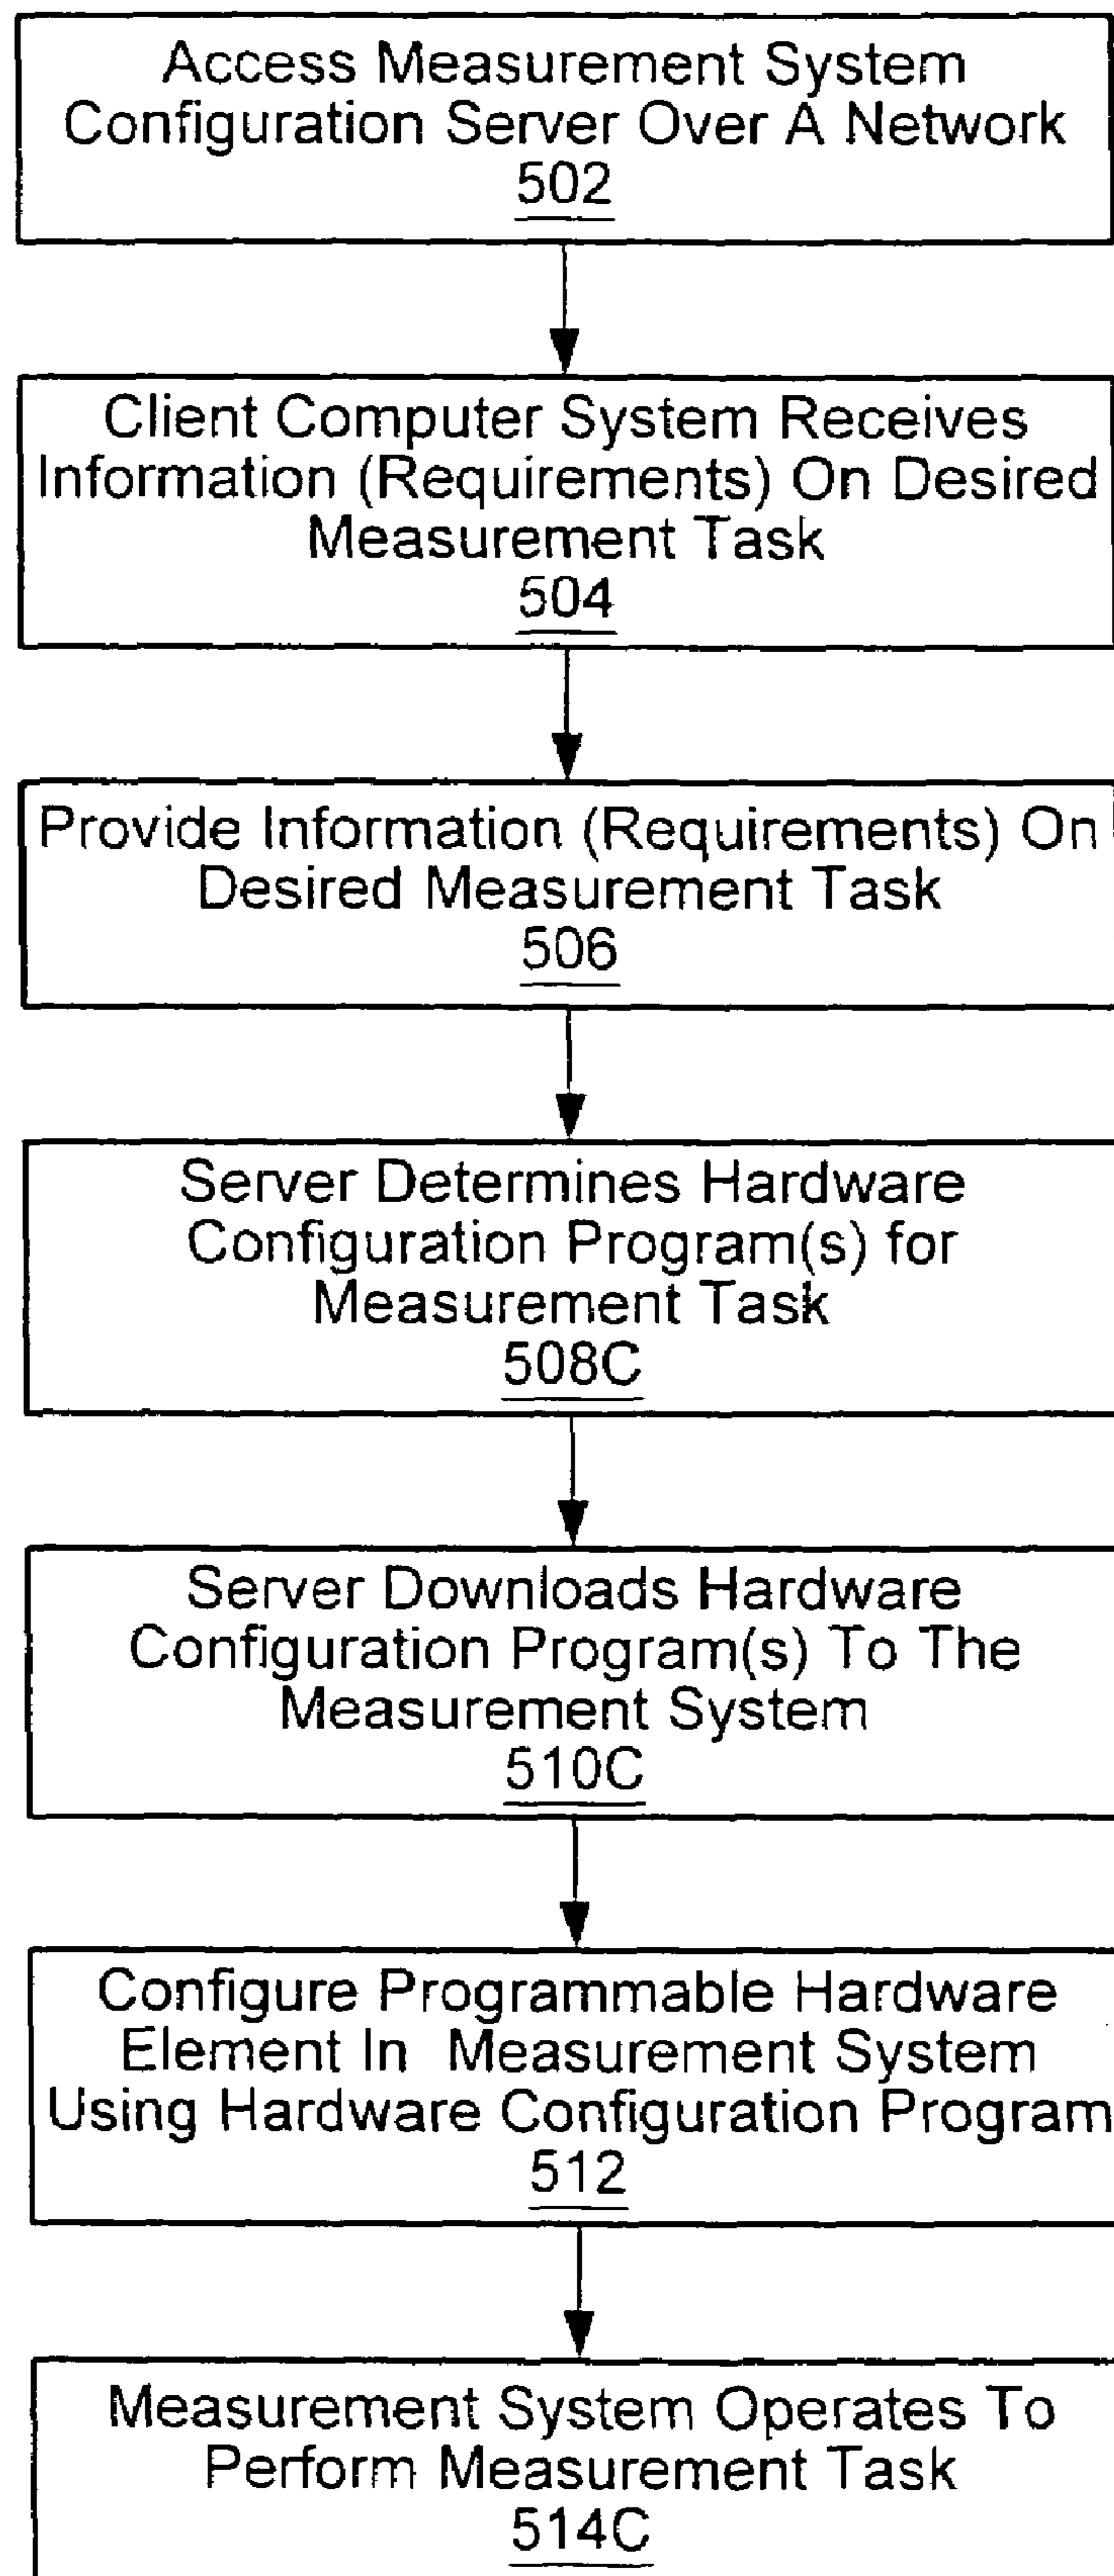 Access Measurement System
Configuration Server Over A Network
502
Client Computer System Receives
Information (Requirements) On Desired
Measurement Task
504
Provide Information (Requirements) On
Desired Measurement Task
506
Server Determines Hardware
Configuration Program(s) for
Measurement Task
508C
Server Downloads Hardware
Configuration Program(s) To The
Measurement System
510C
Configure Programmable Hardware
Element In Measurement System
Using Hardware Configuration Program
512
Measurement System Operates To
Perform Measurement Task
514C